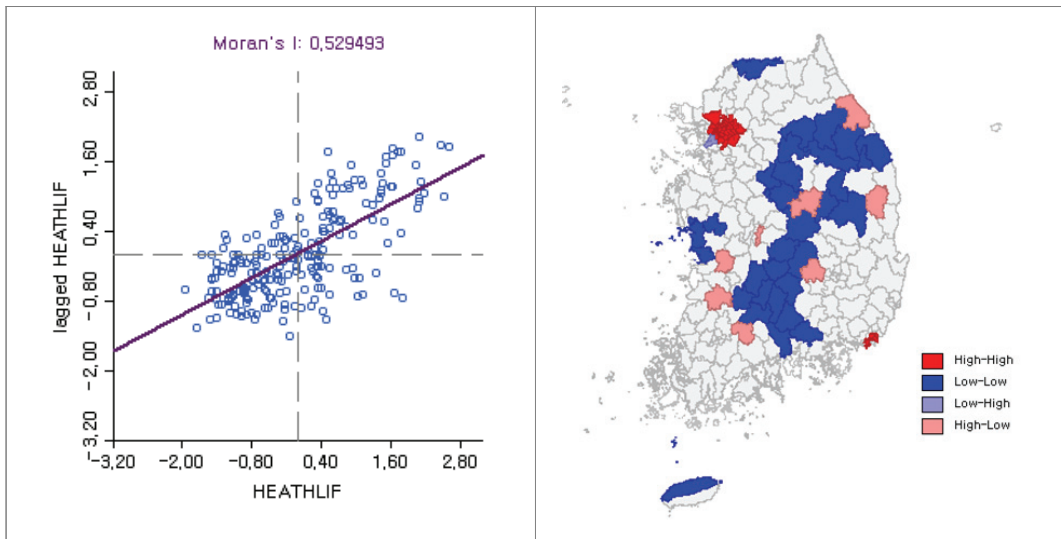 Moran's I: 0,529493
2,80
1,60
0,40
-0,80
-2,00
-3,20
lagged HEATHLIF
-3,20
-2,00
-0,80
0,40
1,60
2,80
HEATHLIF
High-High
Low-Low
Low-High
High-Low